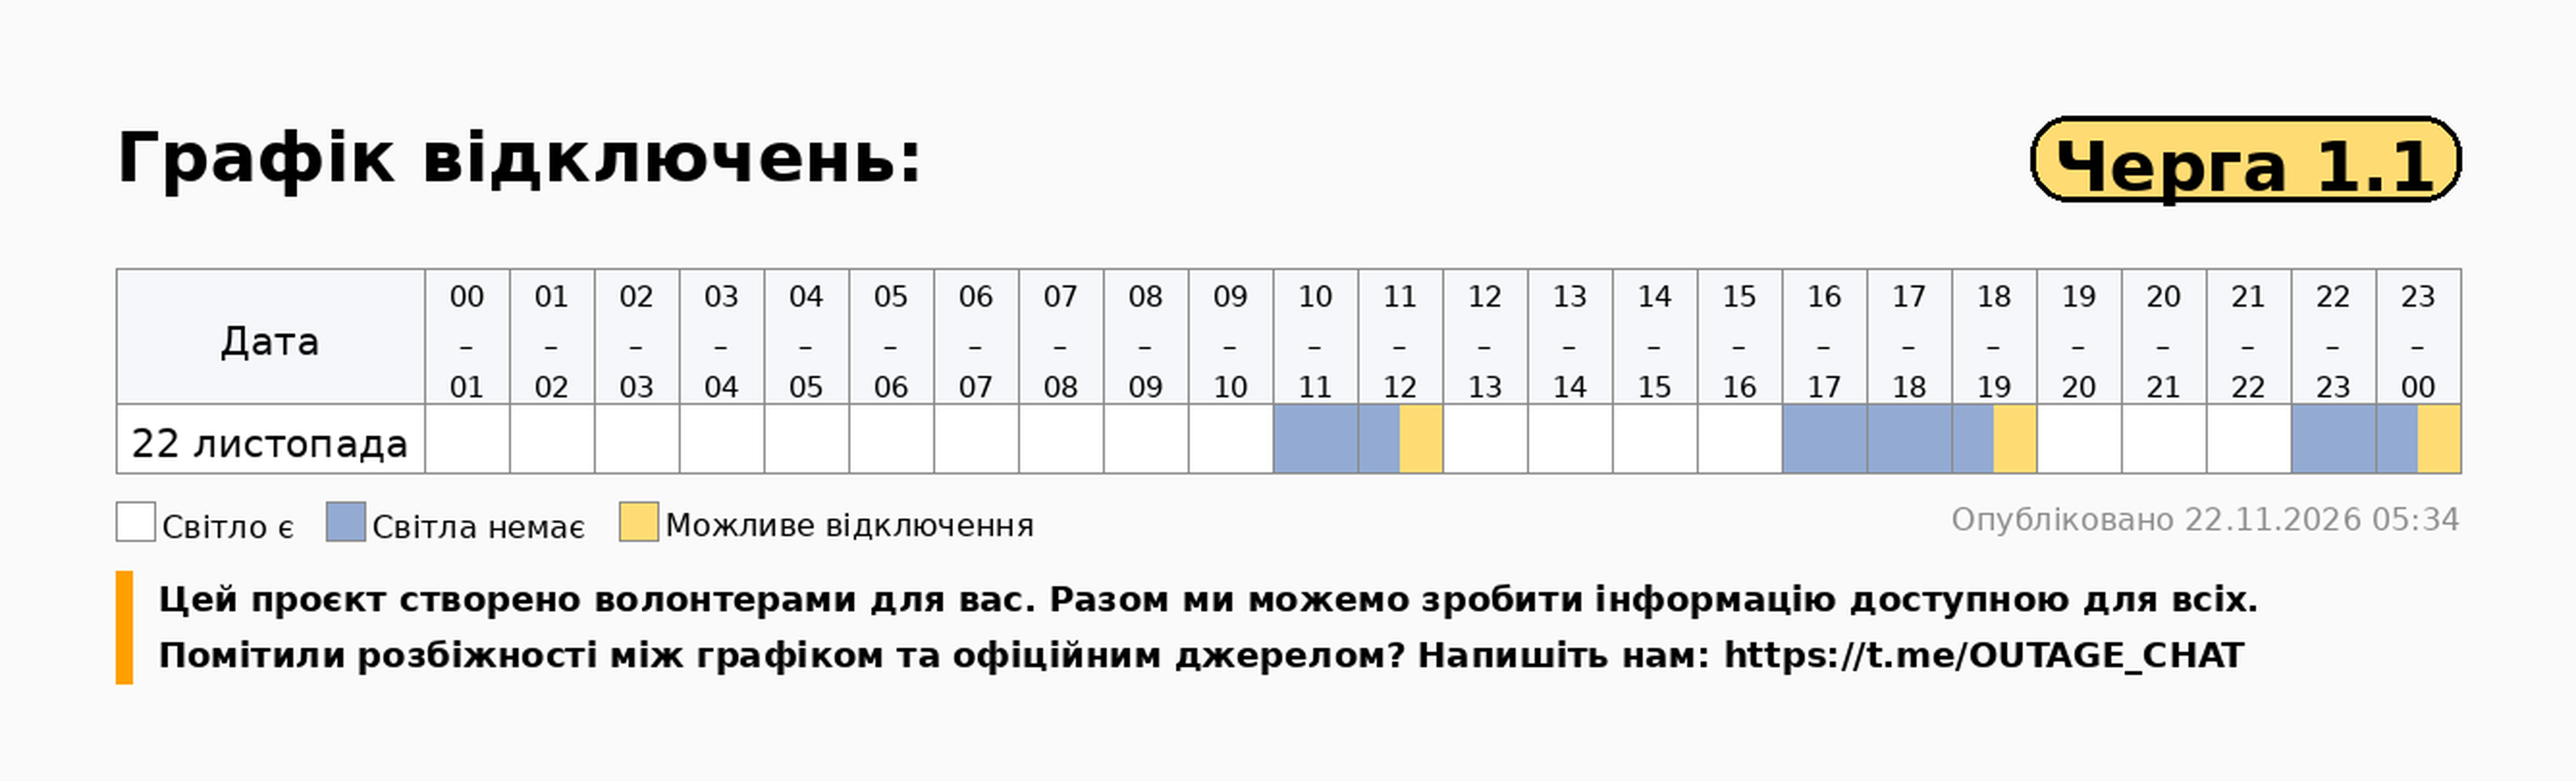 Графік відключень:
Черга 1.1
Дата
00 – 01
01 – 02
02 – 03
03 – 04
04 – 05
05 – 06
06 – 07
07 – 08
08 – 09
09 – 10
10 – 11
11 – 12
12 – 13
13 – 14
14 – 15
15 – 16
16 – 17
17 – 18
18 – 19
19 – 20
20 – 21
21 – 22
22 – 23
23 – 00
22 листопада
Світло є
Світла немає
Можливе відключення
Опубліковано 22.11.2026 05:34
Цей проєкт створено волонтерами для вас. Разом ми можемо зробити інформацію доступною для всіх.
Помітили розбіжності між графіком та офіційним джерелом? Напишіть нам: https://t.me/OUTAGE_CHAT